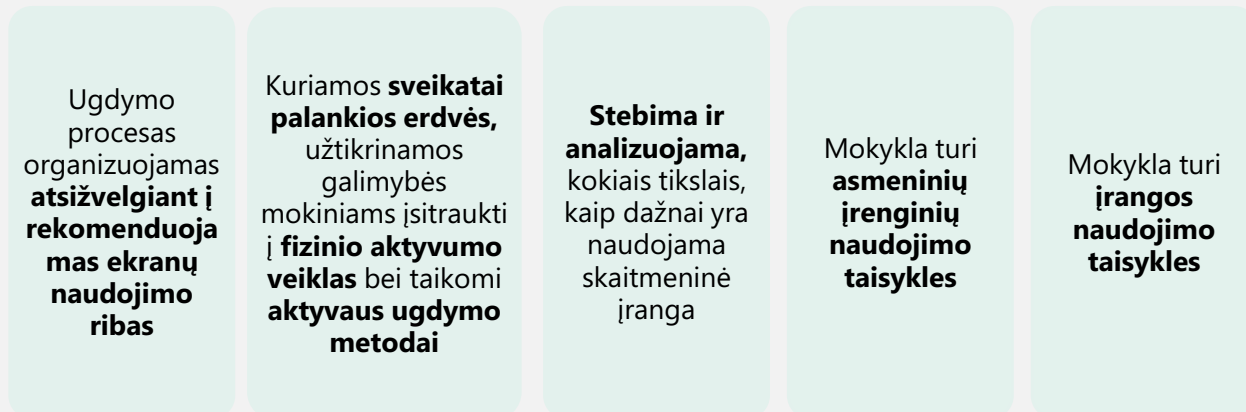 Ugdymo
procesas
organizuojamas
atsižvelgiant į
rekomenduoja
mas ekranų
naudojimo
ribas
Kuriamos sveikatai
palankios erdvės,
užtikrinamos
galimybės
mokiniams įsitraukti
į fizinio aktyvumo
veiklas bei taikomi
aktyvaus ugdymo
metodai
Stebima ir
analizuojama,
kokiais tikslais,
kaip dažnai yra
naudojama
skaitmeninė
įranga
Mokykla turi
asmeninių
įrenginių
naudojimo
taisykles
Mokykla turi
įrangos
naudojimo
taisykles